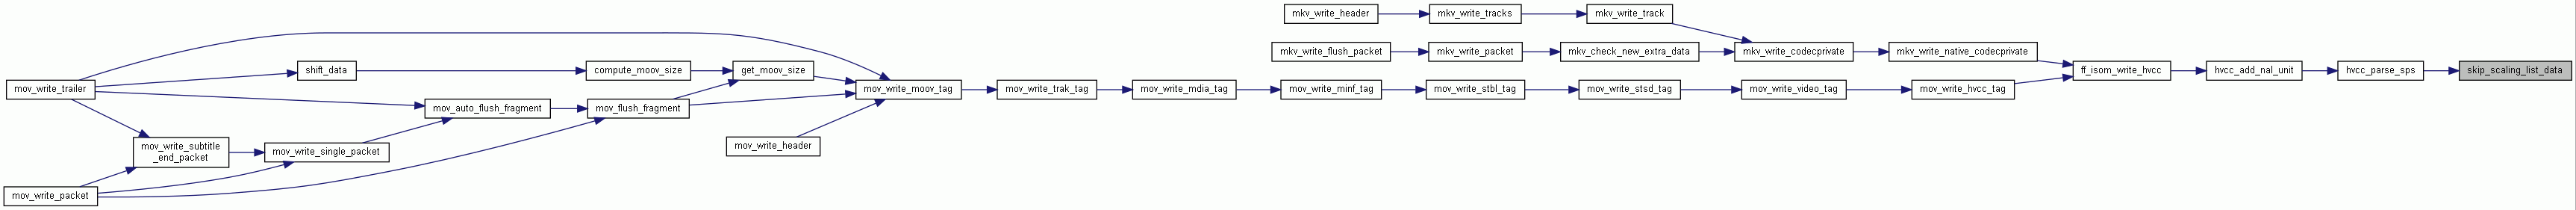 mkv_write_header
mkv_write_tracks
mkv_write_track
mkv_write_flush_packet
mkv_write_packet
mkv_check_new_extra_data
mkv_write_codecprivate
mkv_write_native_codecprivate
shift_data
compute_moov_size
get_moov_size
ff_isom_write_hvcc
hvcc_add_nal_unit
hvcc_parse_sps
skip_scaling_list_data
mov_write_trailer
mov_write_moov_tag
mov_write_trak_tag
mov_write_mdia_tag
mov_write_minf_tag
mov_write_stbl_tag
mov_write_stsd_tag
mov_write_video_tag
mov_write_hvcc_tag
mov_auto_flush_fragment
mov_flush_fragment
mov_write_subtitle
_end_packet
mov_write_single_packet
mov_write_header
mov_write_packet